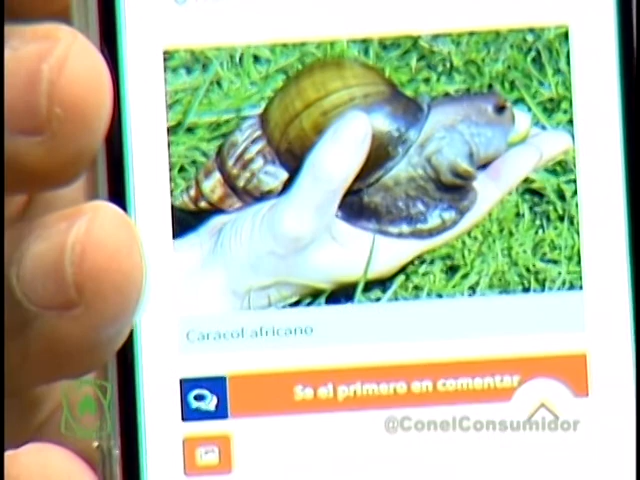 Caracol africano
Se el primero en comentar
@ConelConsumidor